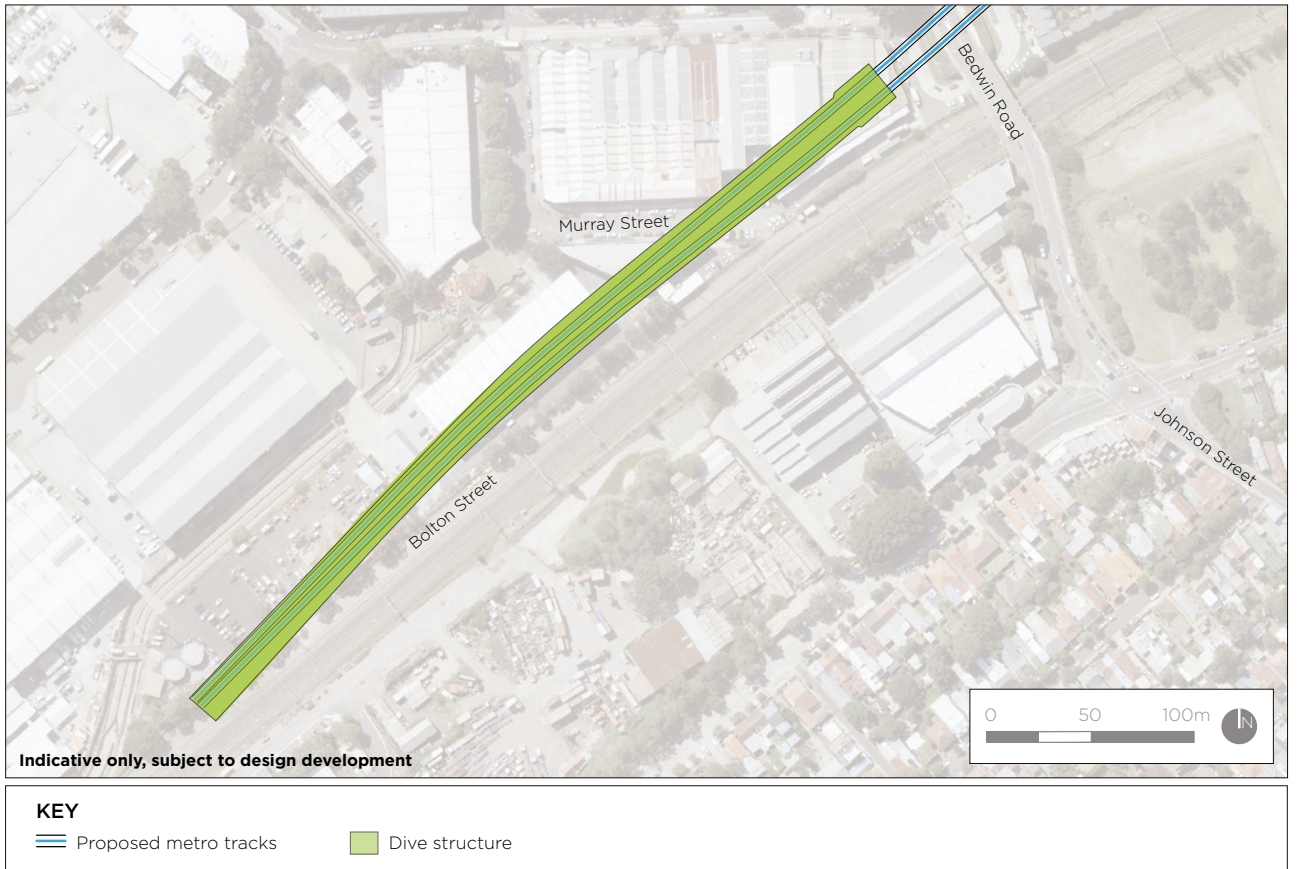 Bedwin Road
Murray Street
Johnson Street
Bolton Street
0 50 100m
N
Indicative only, subject to design development
KEY
Proposed metro tracks
Dive structure